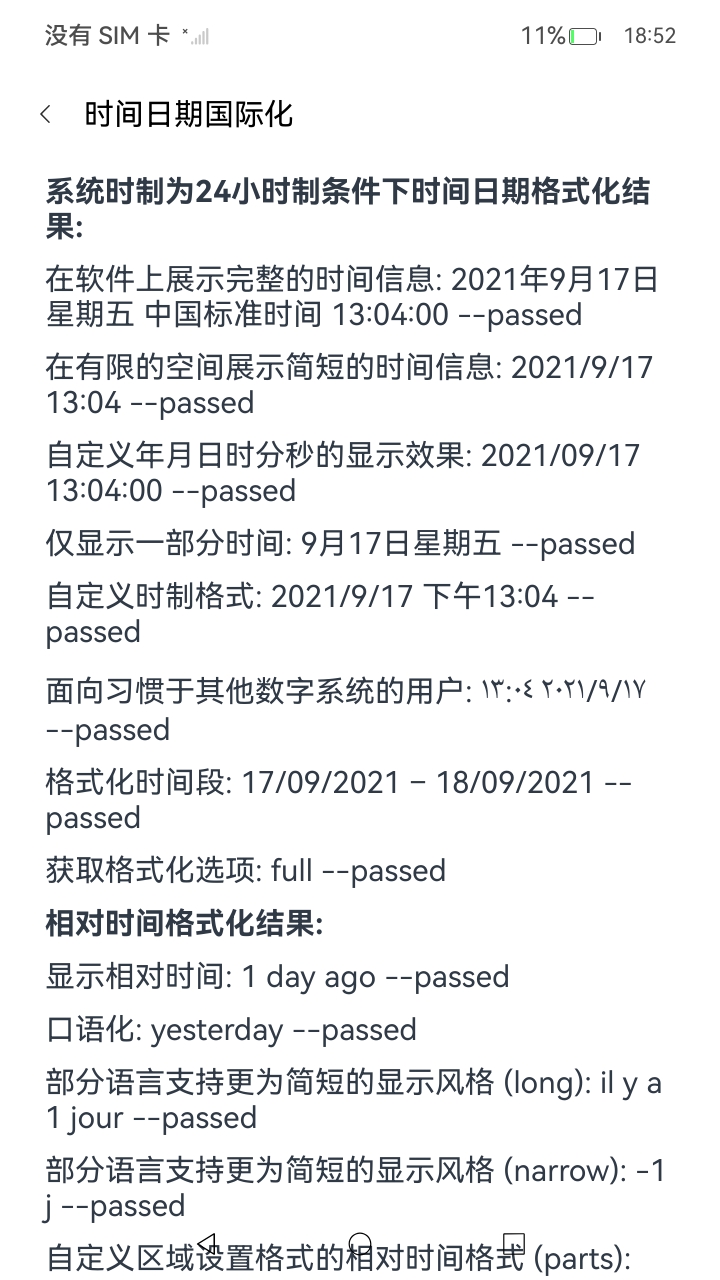 没有 SIM 卡 11% 18:52
时间日期国际化
系统时制为24小时制条件下时间日期格式化结
果:
在软件上展示完整的时间信息: 2021年9月17日
星期五 中国标准时间 13:04:00 --passed
在有限的空间展示简短的时间信息: 2021/9/17
13:04 --passed
自定义年月日时分秒的显示效果: 2021/09/17
13:04:00 --passed
仅显示一部分时间: 9月17日星期五 --passed
自定义时制格式: 2021/9/17 下午13:04 --
passed
面向习惯于其他数字系统的用户: ١٣:٠٤ ٢٠٢١/٩/١٧
--passed
格式化时间段: 17/09/2021 – 18/09/2021 --
passed
获取格式化选项: full --passed
相对时间格式化结果:
显示相对时间: 1 day ago --passed
口语化: yesterday --passed
部分语言支持更为简短的显示风格 (long): il y a
1 jour --passed
部分语言支持更为简短的显示风格 (narrow): -1
j --passed
自定义区域设置格式的相对时间格式 (parts):